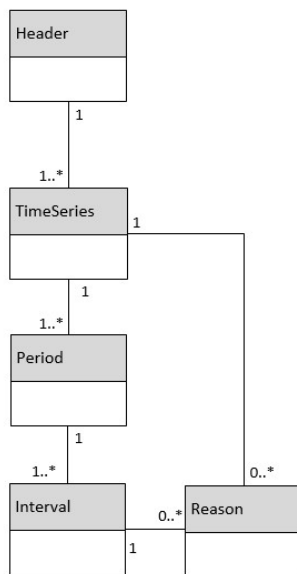 Header
1
1..*
TimeSeries
1
1
1..*
Period
1
1..*
0..*
Interval
0..*
Reason
1